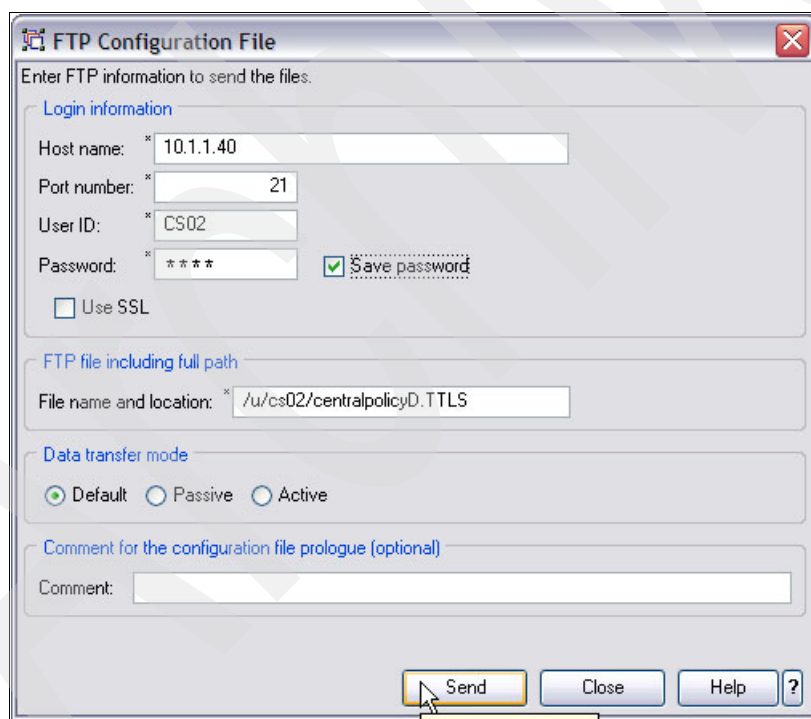 FTP Configuration File
Enter FTP information to send the files.
Login information
Host name: * 10.1.1.40
Port number: * 21
User ID: * CS02
Password: * **** Save password
Use SSL
FTP file including full path
File name and location: * /u/cs02/centralpolicyD.TTLS
Data transfer mode
Default Passive Active
Comment for the configuration file prologue (optional)
Comment:
Send Close Help ?